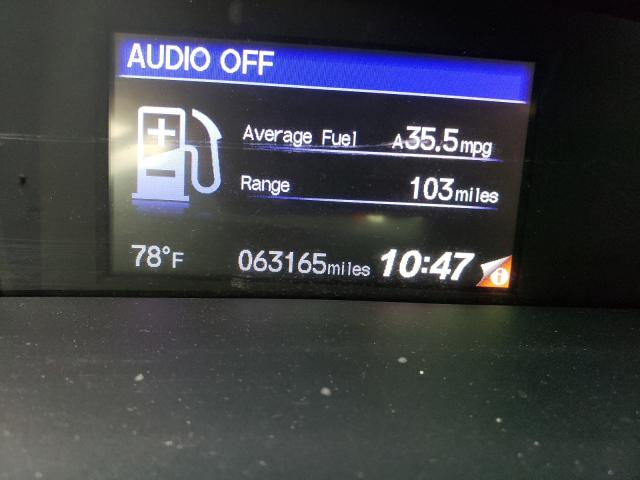 AUDIO OFF
Average Fuel A35.5mpg
Range 103miles
78°F 063165miles 10:47 i